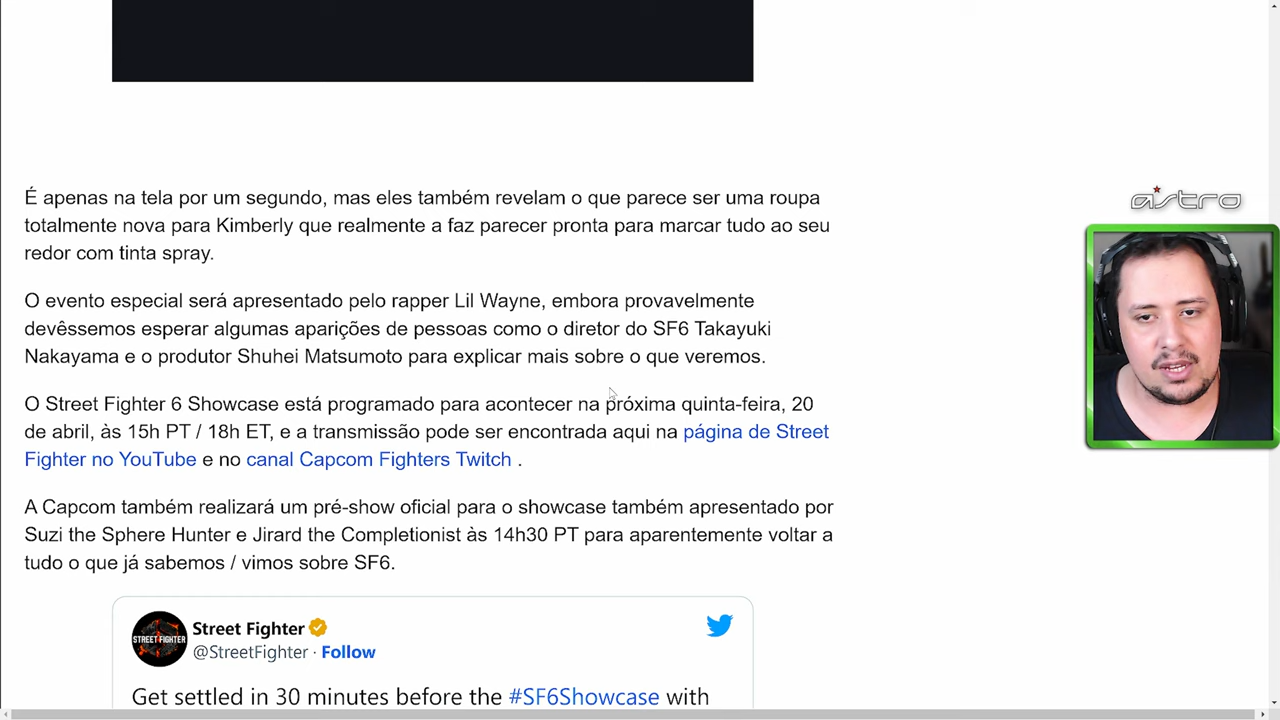 É apenas na tela por um segundo, mas eles também revelam o que parece ser uma roupa
totalmente nova para Kimberly que realmente a faz parecer pronta para marcar tudo ao seu
redor com tinta spray.
O evento especial será apresentado pelo rapper Lil Wayne, embora provavelmente
devêssemos esperar algumas aparições de pessoas como o diretor do SF6 Takayuki
Nakayama e o produtor Shuhei Matsumoto para explicar mais sobre o que veremos.
O Street Fighter 6 Showcase está programado para acontecer na próxima quinta-feira, 20
de abril, às 15h PT / 18h ET, e a transmissão pode ser encontrada aqui na página de Street
Fighter no YouTube e no canal Capcom Fighters Twitch .
A Capcom também realizará um pré-show oficial para o showcase também apresentado por
Suzi the Sphere Hunter e Jirard the Completionist às 14h30 PT para aparentemente voltar a
tudo o que já sabemos / vimos sobre SF6.
STREET FIGHTER
Street Fighter
@StreetFighter · Follow
Get settled in 30 minutes before the #SF6Showcase with
astro